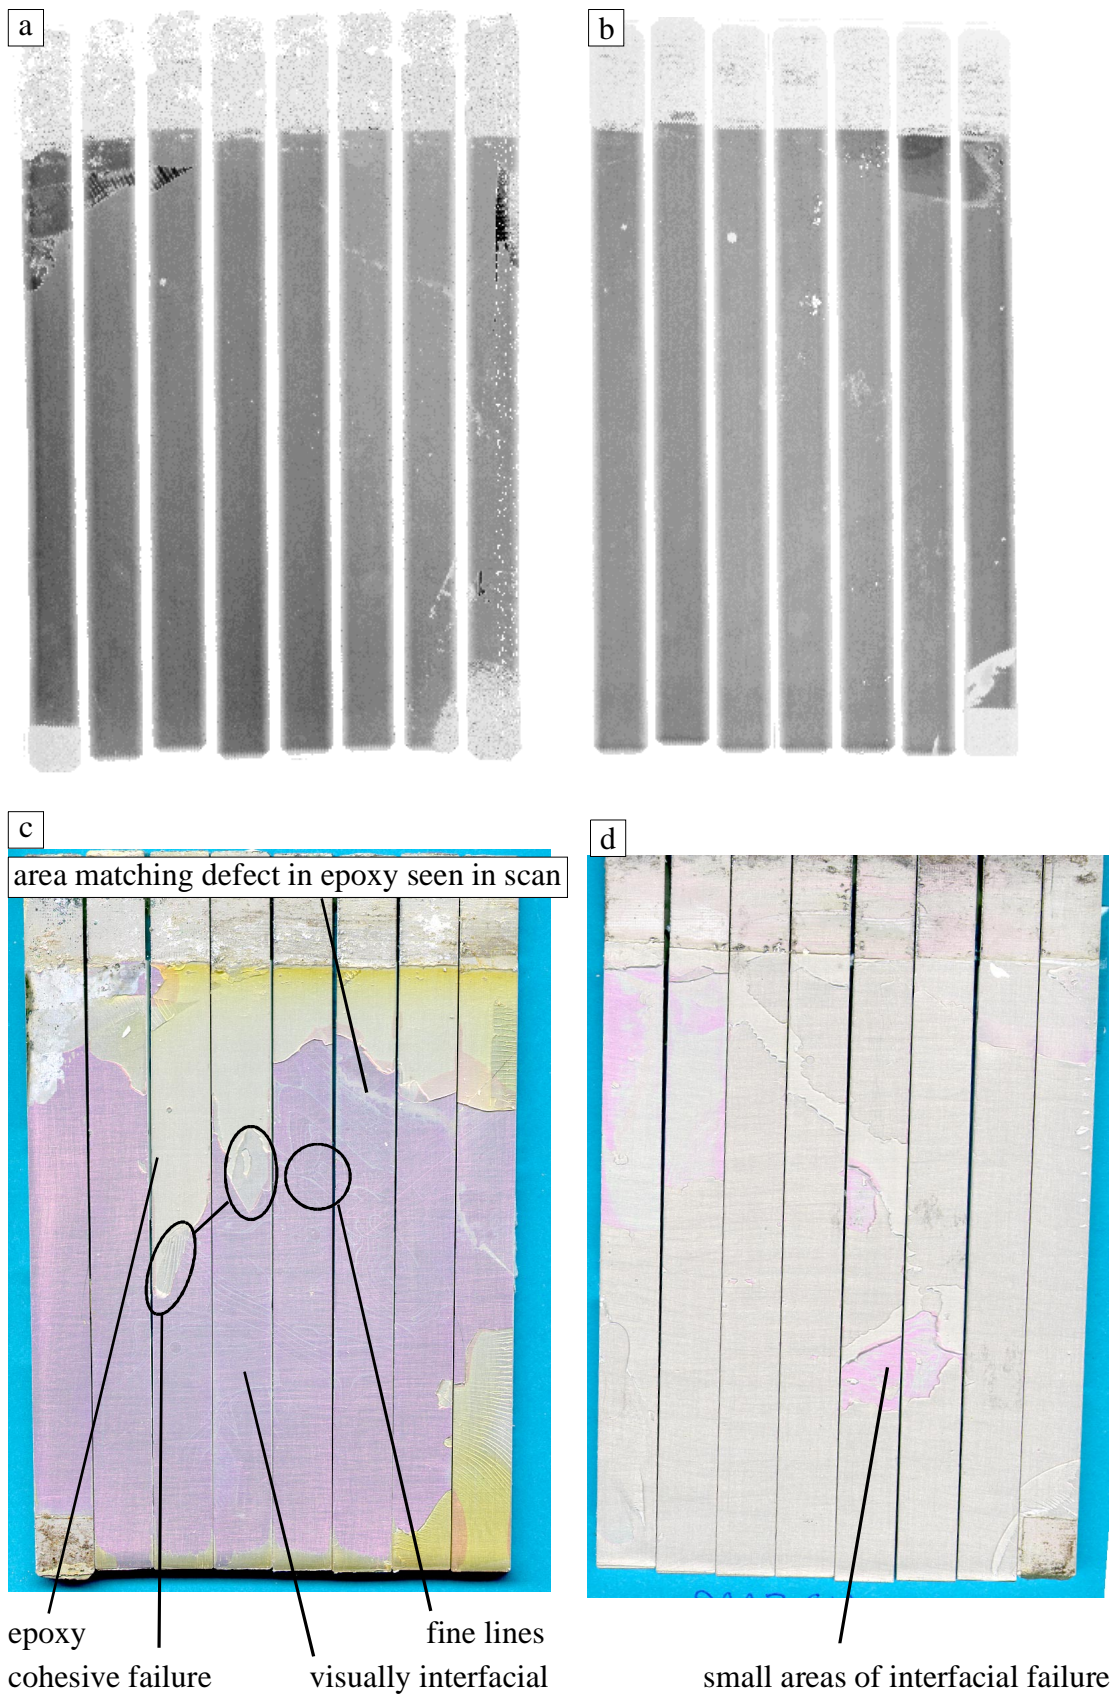 a
b
c
d
area matching defect in epoxy seen in scan
epoxy
fine lines
cohesive failure
visually interfacial
small areas of interfacial failure